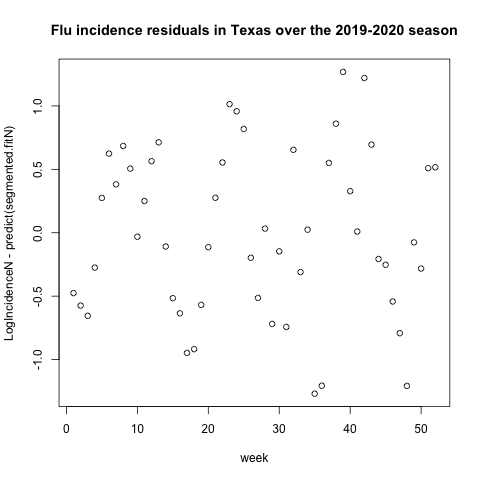 Flu incidence residuals in Texas over the 2019-2020 season
LogIncidenceN - predict(segmented.fitN)
1.0
0.5
0.0
-0.5
-1.0
0 10 20 30 40 50
week